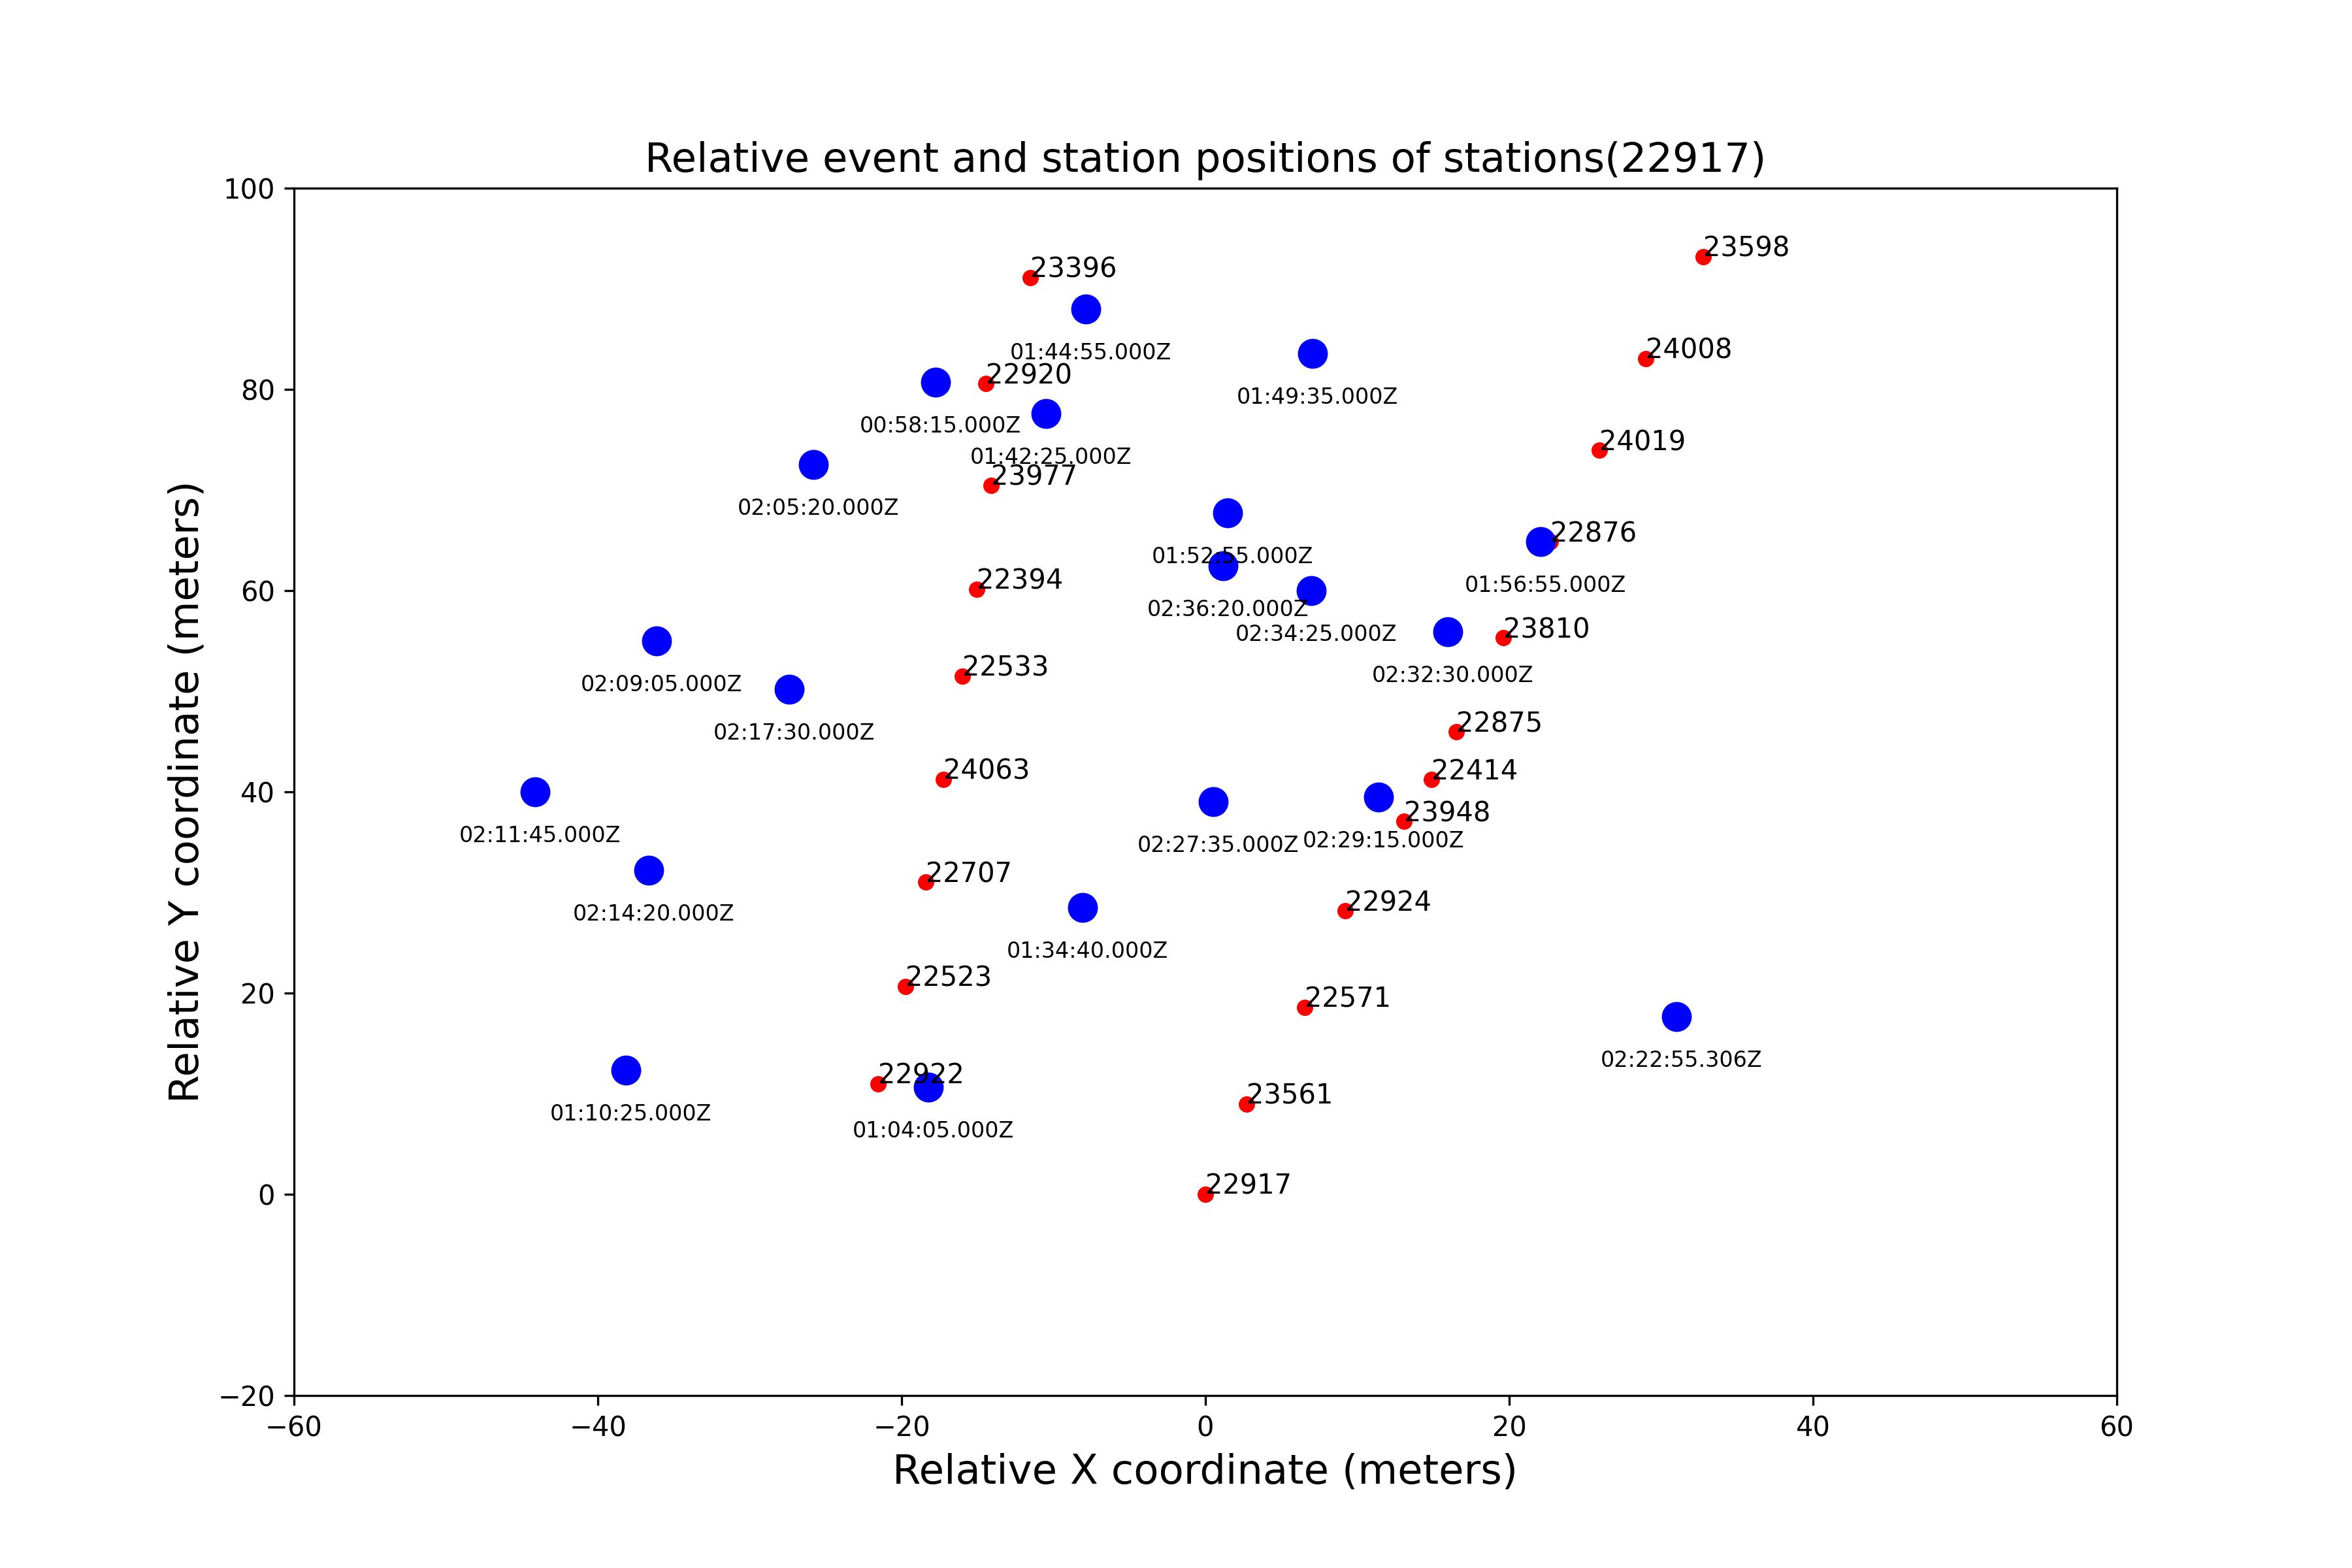 Relative event and station positions of stations(22917)
100
23598
23396
01:44:55.000Z
24008
22920
80
01:49:35.000Z
00:58:15.000Z
24019
01:42:25.000Z
23977
02:05:20.000Z
22876
01:52:55.000Z
22394
01:56:55.000Z
60
02:36:20.000Z
23810
02:34:25.000Z
22533
02:32:30.000Z
02:09:05.000Z
22875
02:17:30.000Z
24063
22414
40
23948
02:11:45.000Z
02:27:35.000Z
02:29:15.000Z
22707
22924
02:14:20.000Z
01:34:40.000Z
22523
20
22571
02:22:55.306Z
22922
23561
01:10:25.000Z
01:04:05.000Z
22917
0
−20
−60
−40
−20
0
20
40
60
Relative X coordinate (meters)
Relative Y coordinate (meters)